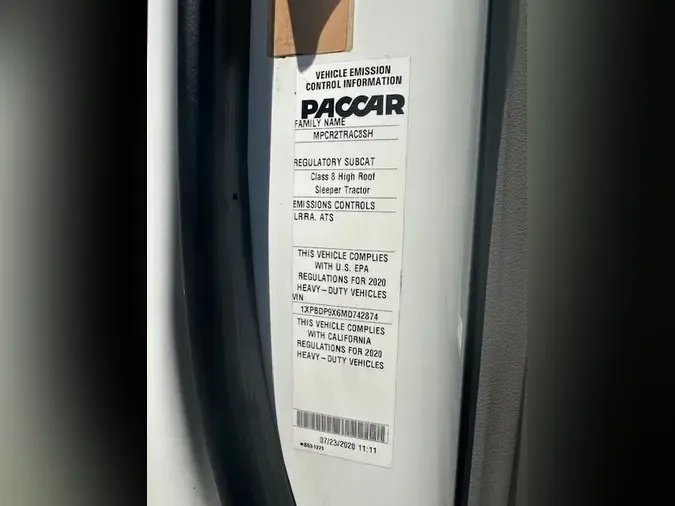 VEHICLE EMISSION
CONTROL INFORMATION
PACCAR
FAMILY NAME
MPCR2TRAC8SH
REGULATORY SUBCAT
Class 8 High Roof
Sleeper Tractor
EMISSIONS CONTROLS
LRRA, ATS
THIS VEHICLE COMPLIES
WITH U.S. EPA
REGULATIONS FOR 2020
HEAVY-DUTY VEHICLES
VIN
1XPBDP9X6MD742874
THIS VEHICLE COMPLIES
WITH CALIFORNIA
REGULATIONS FOR 2020
HEAVY-DUTY VEHICLES
07/23/2020 11:11